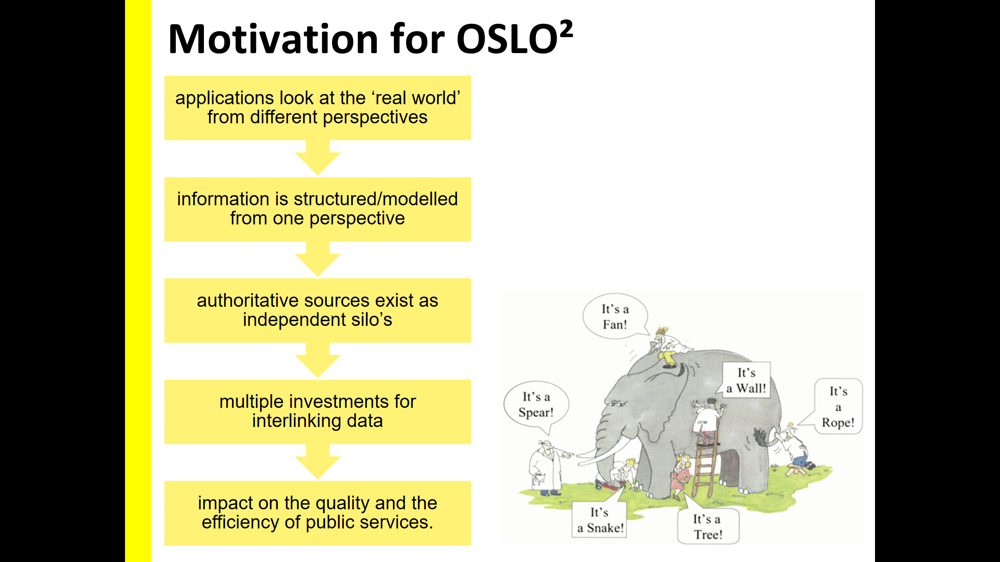 Motivation for OSLO²
applications look at the ‘real world’
from different perspectives
information is structured/modelled
from one perspective
authoritative sources exist as
independent silo’s
multiple investments for
interlinking data
impact on the quality and the
efficiency of public services.
It’s a
Fan!
It’s
a Wall!
It’s a
Spear!
It’s
a
Rope!
It’s
a Snake!
It’s a
Tree!